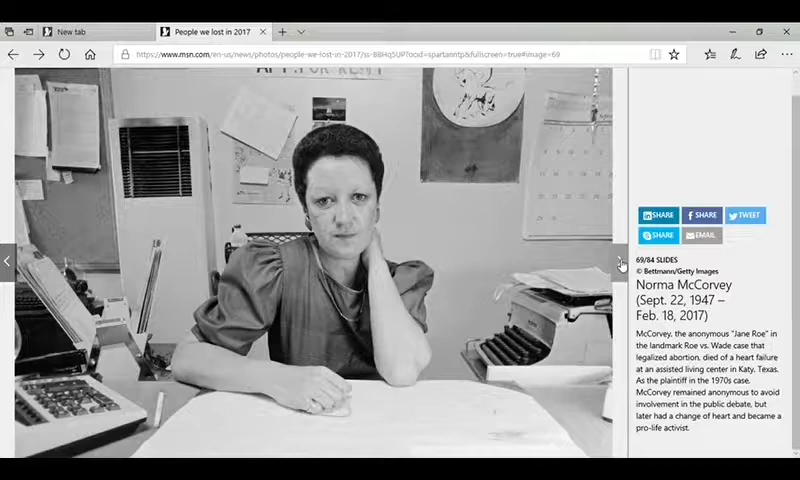 New tab
People we lost in 2017
https://www.msn.com/en-us/news/photos/people-we-lost-in-2017/ss-BBHq5UP?ocid=spartanntp&fullscreen=true#image=69
SHARE
SHARE
TWEET
SHARE
EMAIL
69/84 SLIDES
© Bettmann/Getty Images
Norma McCorvey
(Sept. 22, 1947 –
Feb. 18, 2017)
McCorvey, the anonymous "Jane Roe" in
the landmark Roe vs. Wade case that
legalized abortion, died of a heart failure
at an assisted living center in Katy, Texas.
As the plaintiff in the 1970s case,
McCorvey remained anonymous to avoid
involvement in the public debate, but
later had a change of heart and became a
pro-life activist.